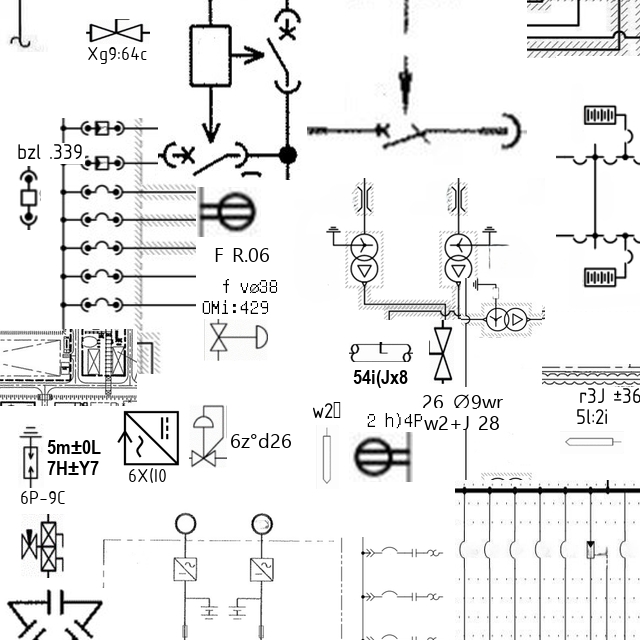 Xg9:64c
bzl .339
F R.06
f vø38
OMi:429
54i(Jx8
26 Ø9wr
w2+J 28
2 h)4P
r3J ±36
5l:2i
5m±0L
7H±Y7
6P-9C
6X(I0
6z°d26